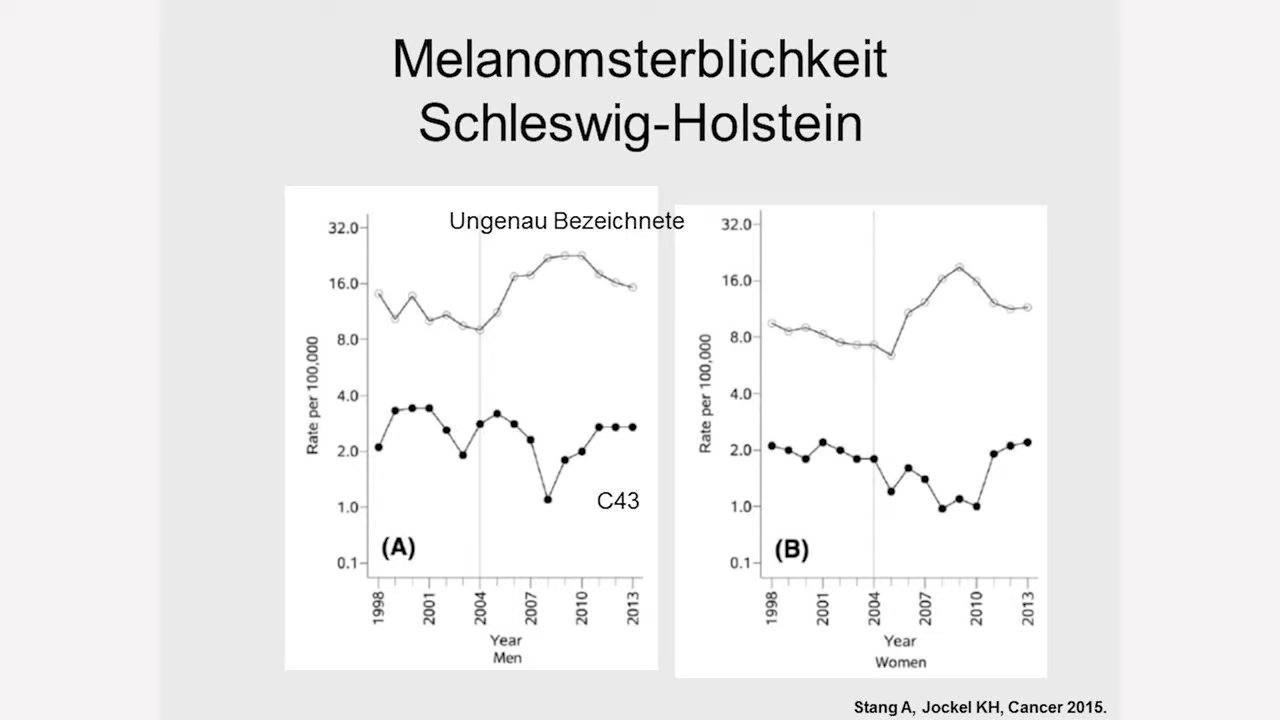 Melanomsterblichkeit
Schleswig-Holstein
Ungenau Bezeichnete
32.0
16.0
8.0
4.0
2.0
1.0
0.1
Rate per 100,000
C43
(A)
1998
2001
2004
2007
2010
2013
Year
Men
32.0
16.0
8.0
4.0
2.0
1.0
0.1
Rate per 100,000
(B)
1998
2001
2004
2007
2010
2013
Year
Women
Stang A, Jockel KH, Cancer 2015.